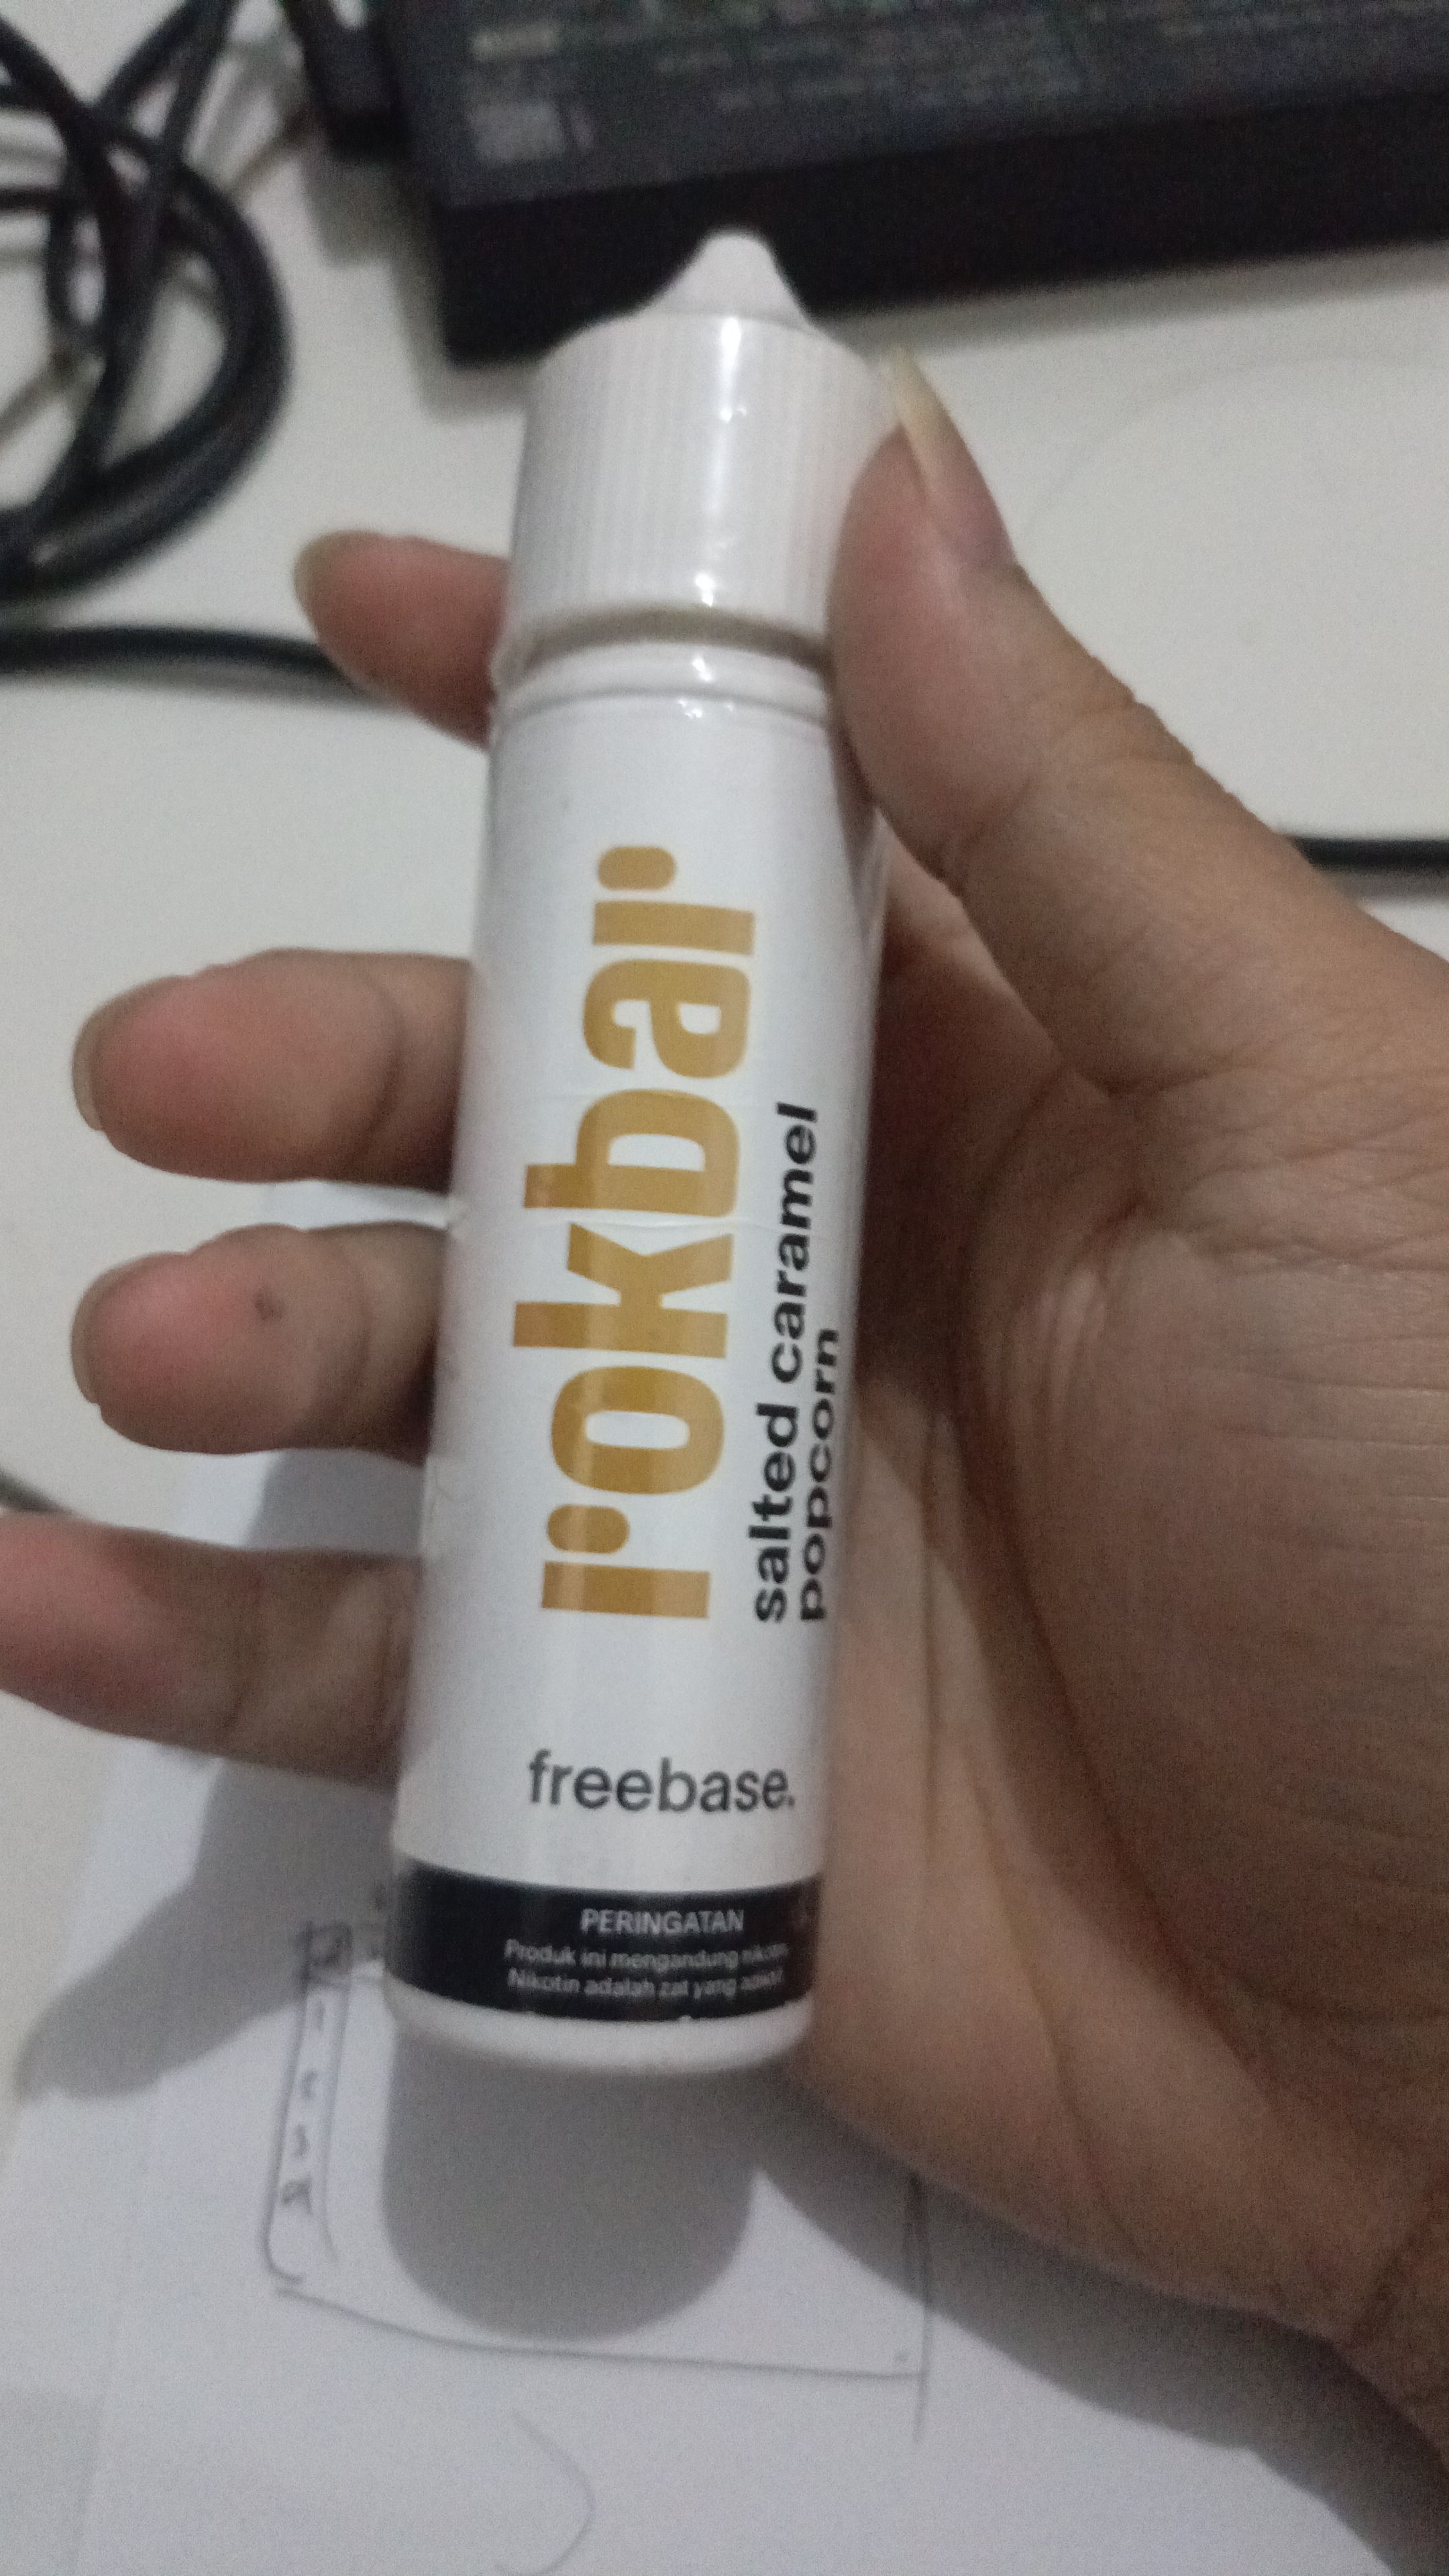 rokbar
salted caramel
popcorn
freebase.
PERINGATAN
Produk ini mengandung nikotin
Nikotin adalah zat yang adiktif